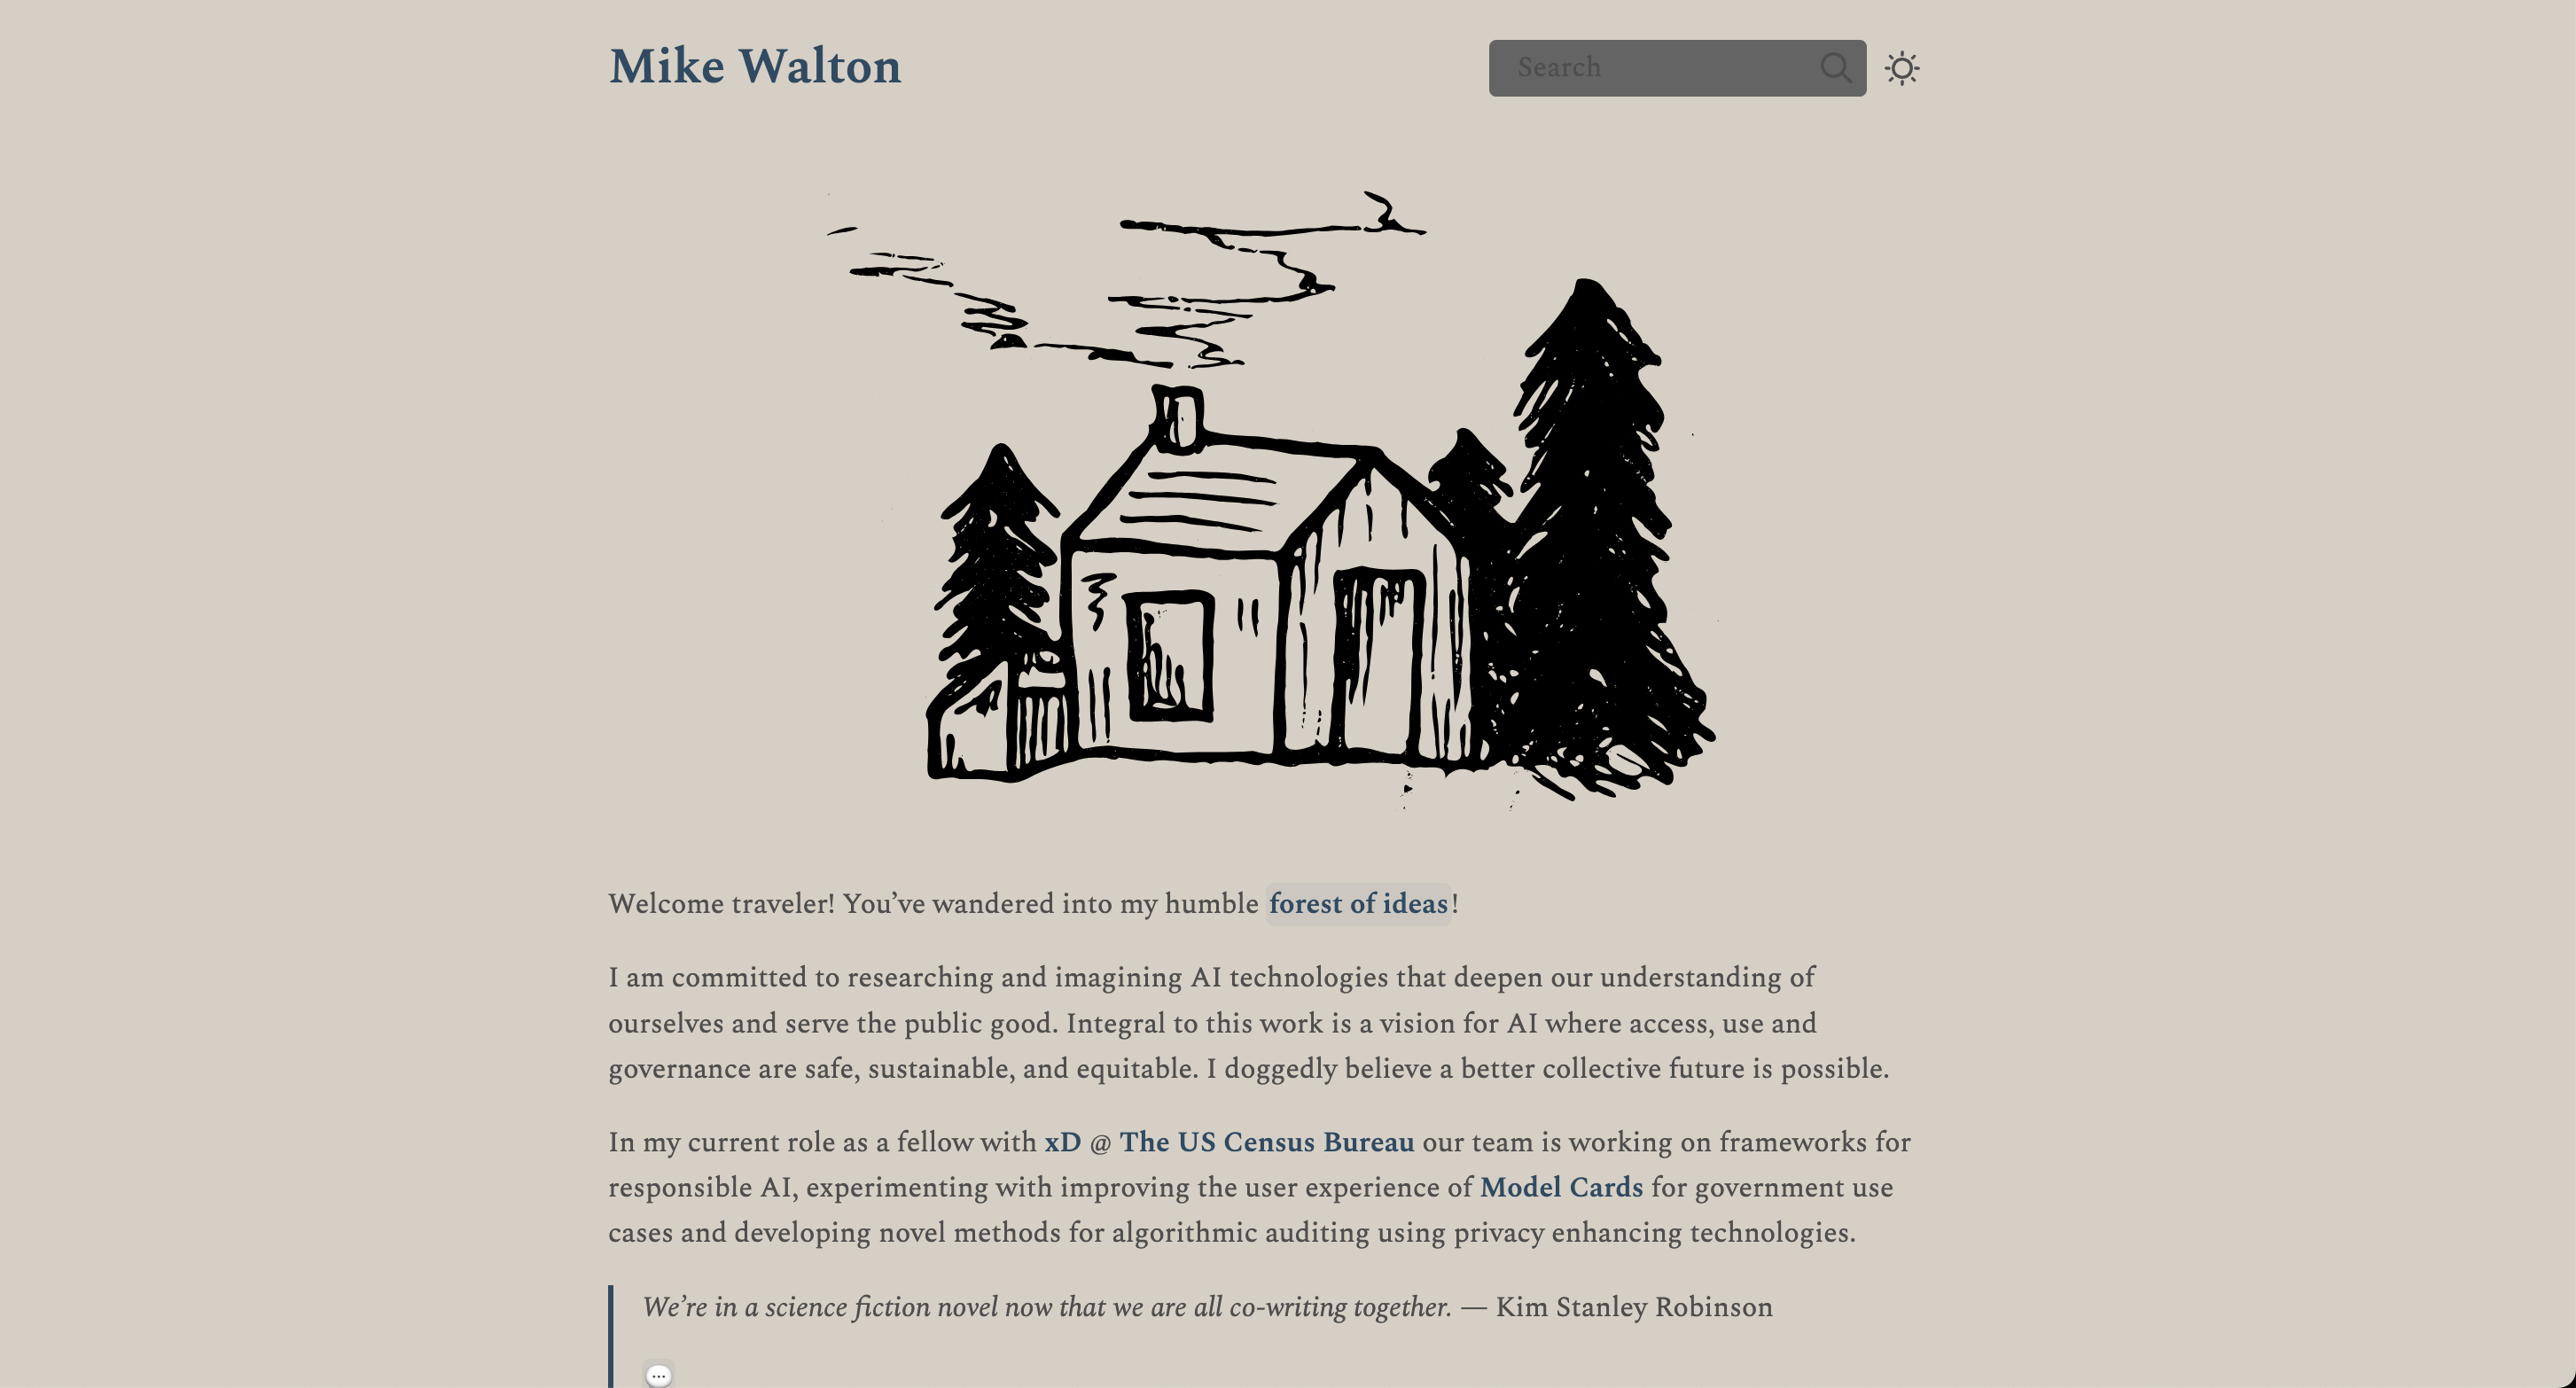 Mike Walton
Search
Welcome traveler! You’ve wandered into my humble forest of ideas!
I am committed to researching and imagining AI technologies that deepen our understanding of
ourselves and serve the public good. Integral to this work is a vision for AI where access, use and
governance are safe, sustainable, and equitable. I doggedly believe a better collective future is possible.
In my current role as a fellow with xD @ The US Census Bureau our team is working on frameworks for
responsible AI, experimenting with improving the user experience of Model Cards for government use
cases and developing novel methods for algorithmic auditing using privacy enhancing technologies.
We’re in a science fiction novel now that we are all co-writing together. — Kim Stanley Robinson